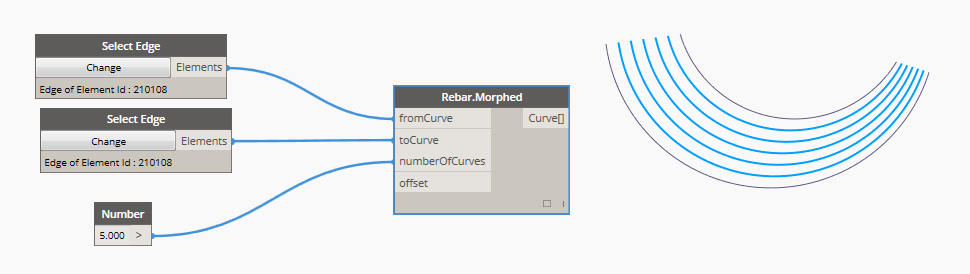 Select Edge
Change Elements
Edge of Element Id : 210108
Select Edge
Change Elements
Edge of Element Id : 210108
Number
5.000 >
Rebar.Morphed
fromCurve Curve[]
toCurve
numberOfCurves
offset